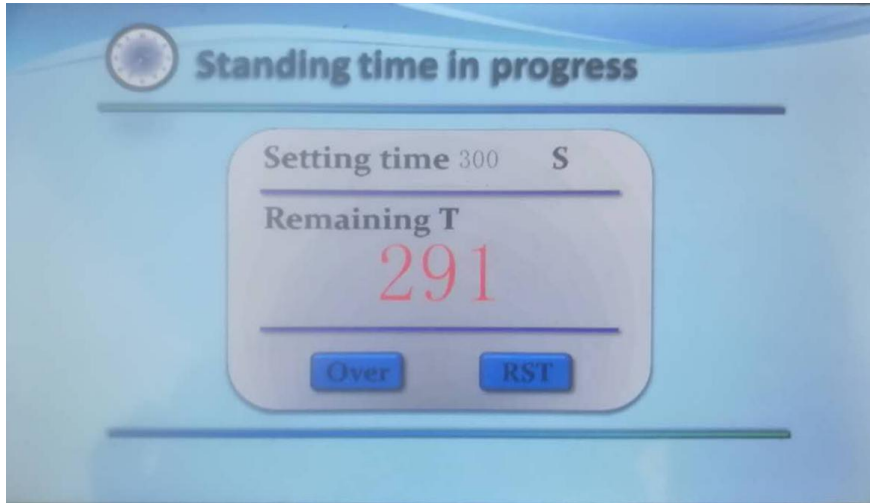 Standing time in progress
Setting time 300 S
Remaining T
291
Over RST